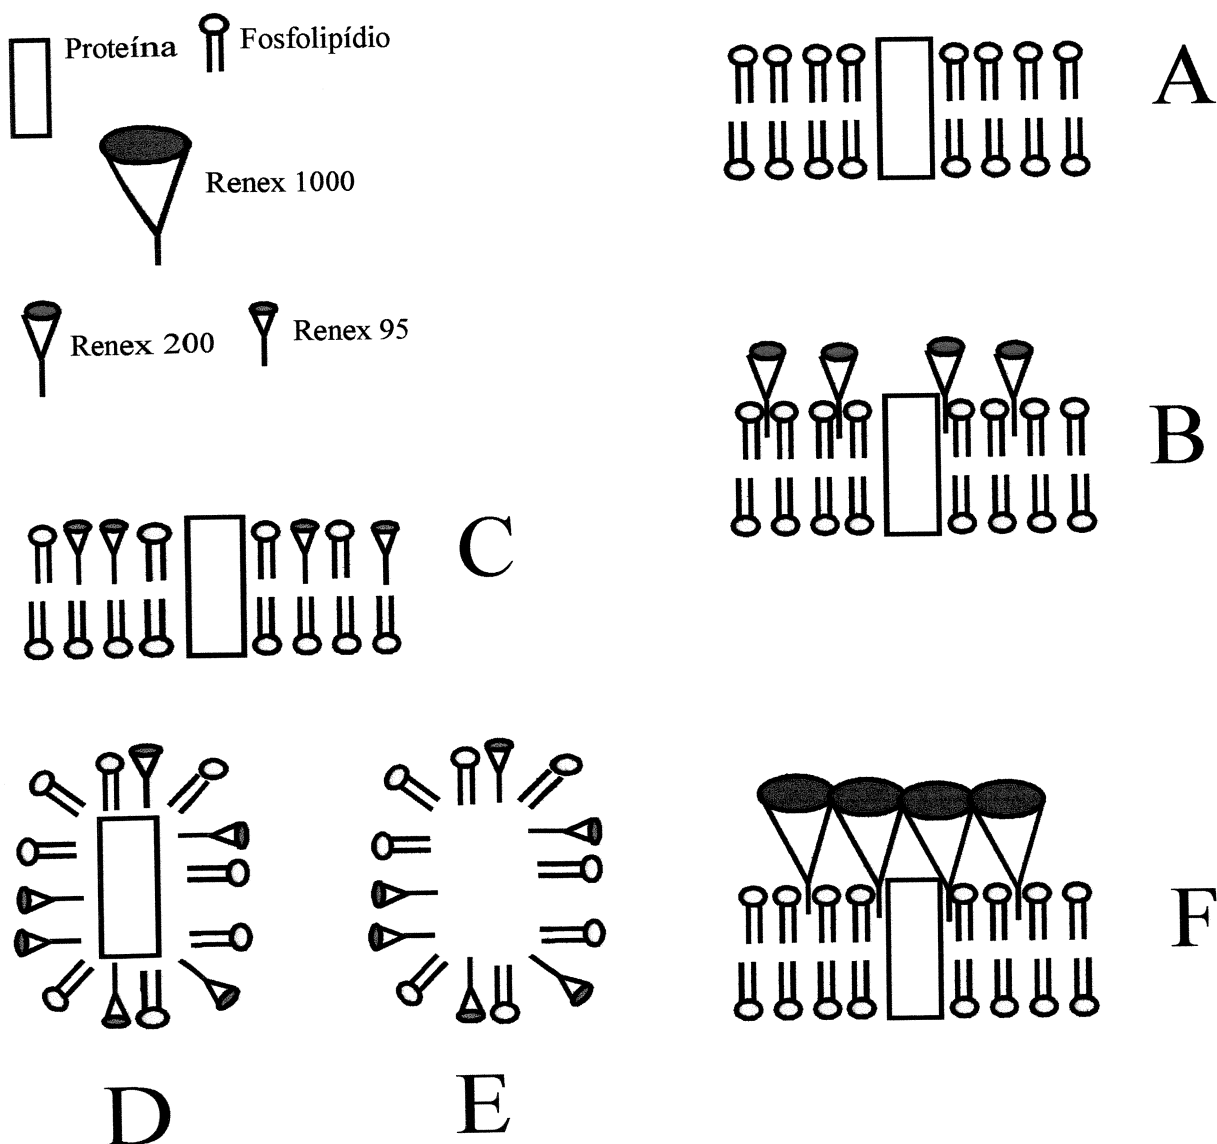 Proteína
Fosfolipídio
Renex 1000
Renex 200
Renex 95
A
B
C
D
E
F